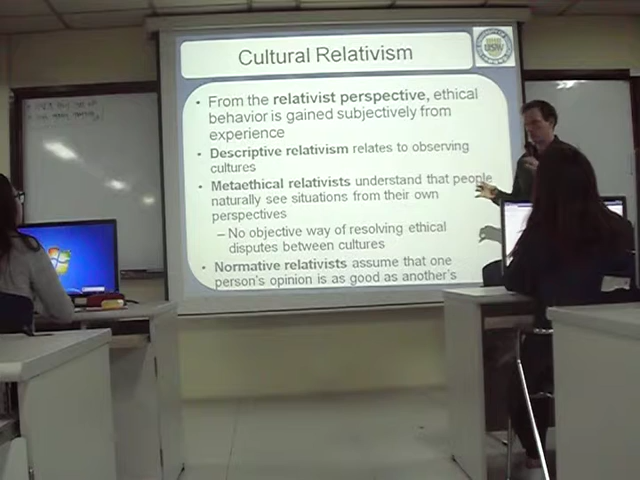 Cultural Relativism
• From the relativist perspective, ethical
behavior is gained subjectively from
experience
• Descriptive relativism relates to observing
cultures
• Metaethical relativists understand that people
naturally see situations from their own
perspectives
– No objective way of resolving ethical
disputes between cultures
• Normative relativists assume that one
person's opinion is as good as another's